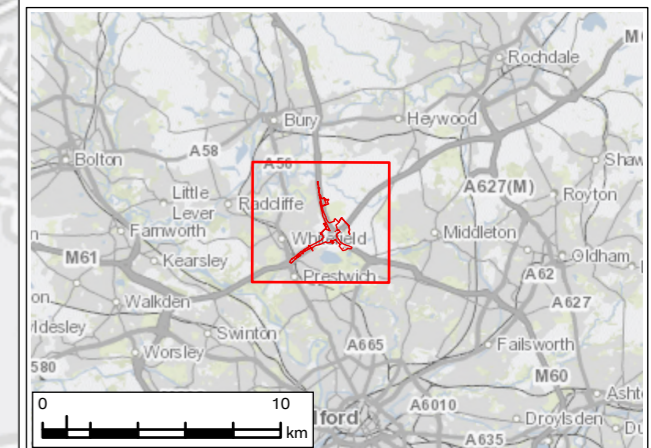 Rochdale
Bury
Heywood
Bolton
A58
A56
Shaw
A627(M)
Little
Lever
Radcliffe
Royton
Farnworth
Whitefield
Middleton
M61
Oldham
Kearsley
Prestwich
A62
Walkden
A627
Swinton
A665
Failsworth
Worsley
580
M60
0
10
km
A6010
Droylsden
A635